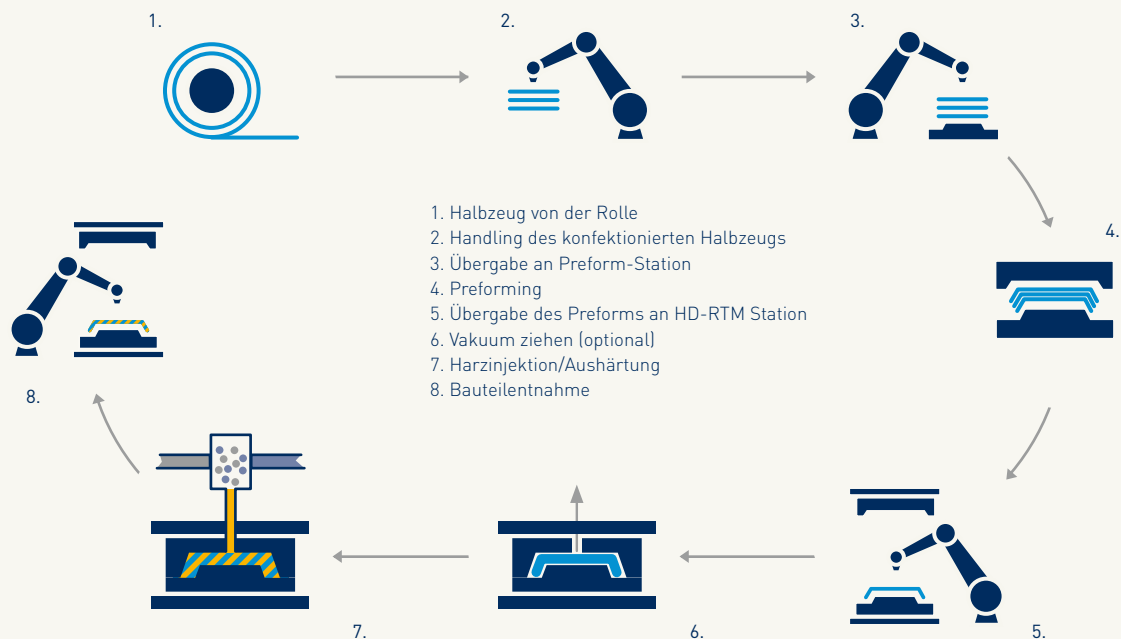 1.
2.
3.
4.
1. Halbzeug von der Rolle
2. Handling des konfektionierten Halbzeugs
3. Übergabe an Preform-Station
4. Preforming
5. Übergabe des Preforms an HD-RTM Station
6. Vakuum ziehen (optional)
7. Harzinjektion/Aushärtung
8. Bauteilentnahme
8.
7.
6.
5.